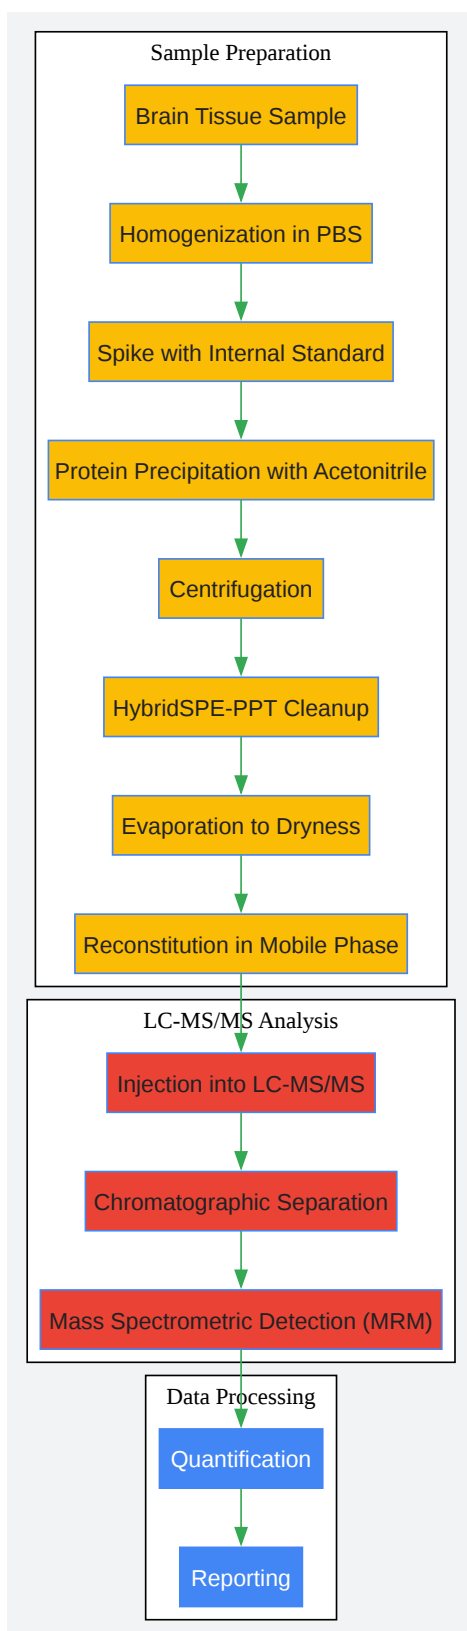 Sample Preparation
Brain Tissue Sample
Homogenization in PBS
Spike with Internal Standard
Protein Precipitation with Acetonitrile
Centrifugation
HybridSPE-PPT Cleanup
Evaporation to Dryness
Reconstitution in Mobile Phase
LC-MS/MS Analysis
Injection into LC-MS/MS
Chromatographic Separation
Mass Spectrometric Detection (MRM)
Data Processing
Quantification
Reporting